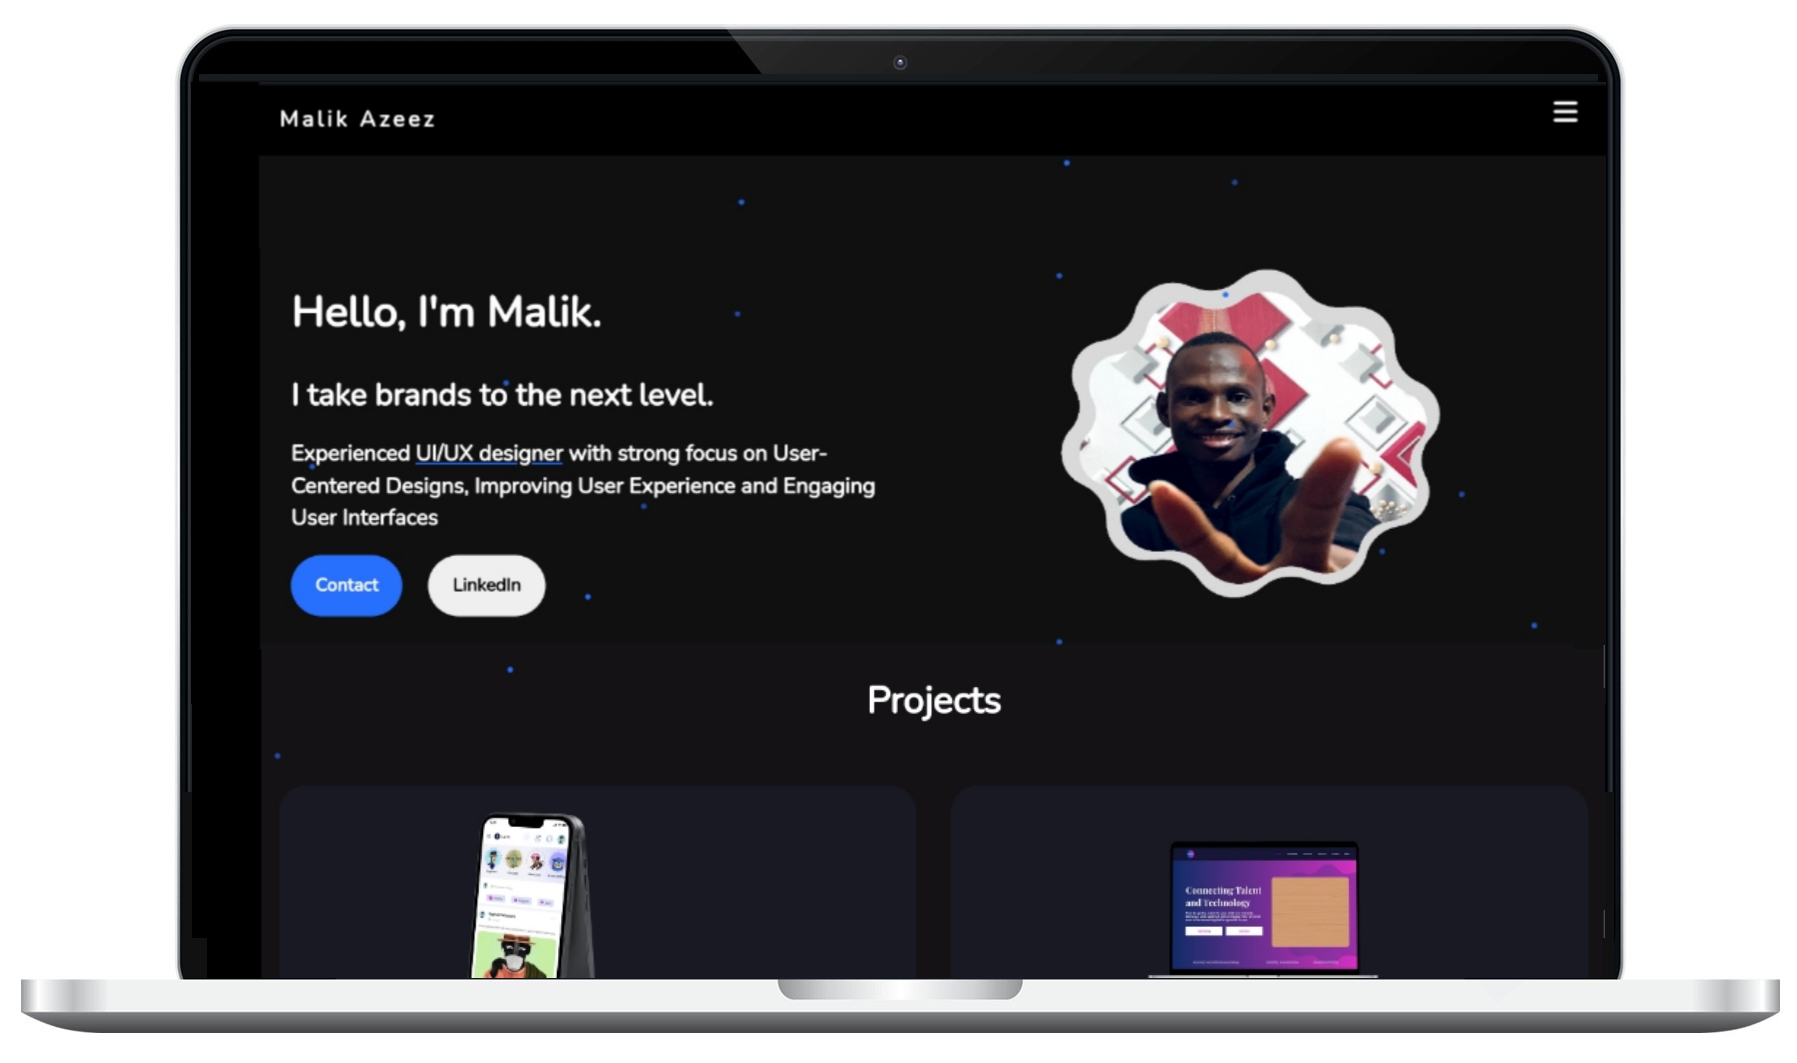 Malik Azeez
Hello, I'm Malik.
I take brands to the next level.
Experienced UI/UX designer with strong focus on User-
Centered Designs, Improving User Experience and Engaging
User Interfaces
Contact
LinkedIn
Projects
Connecting Talent
and Technology